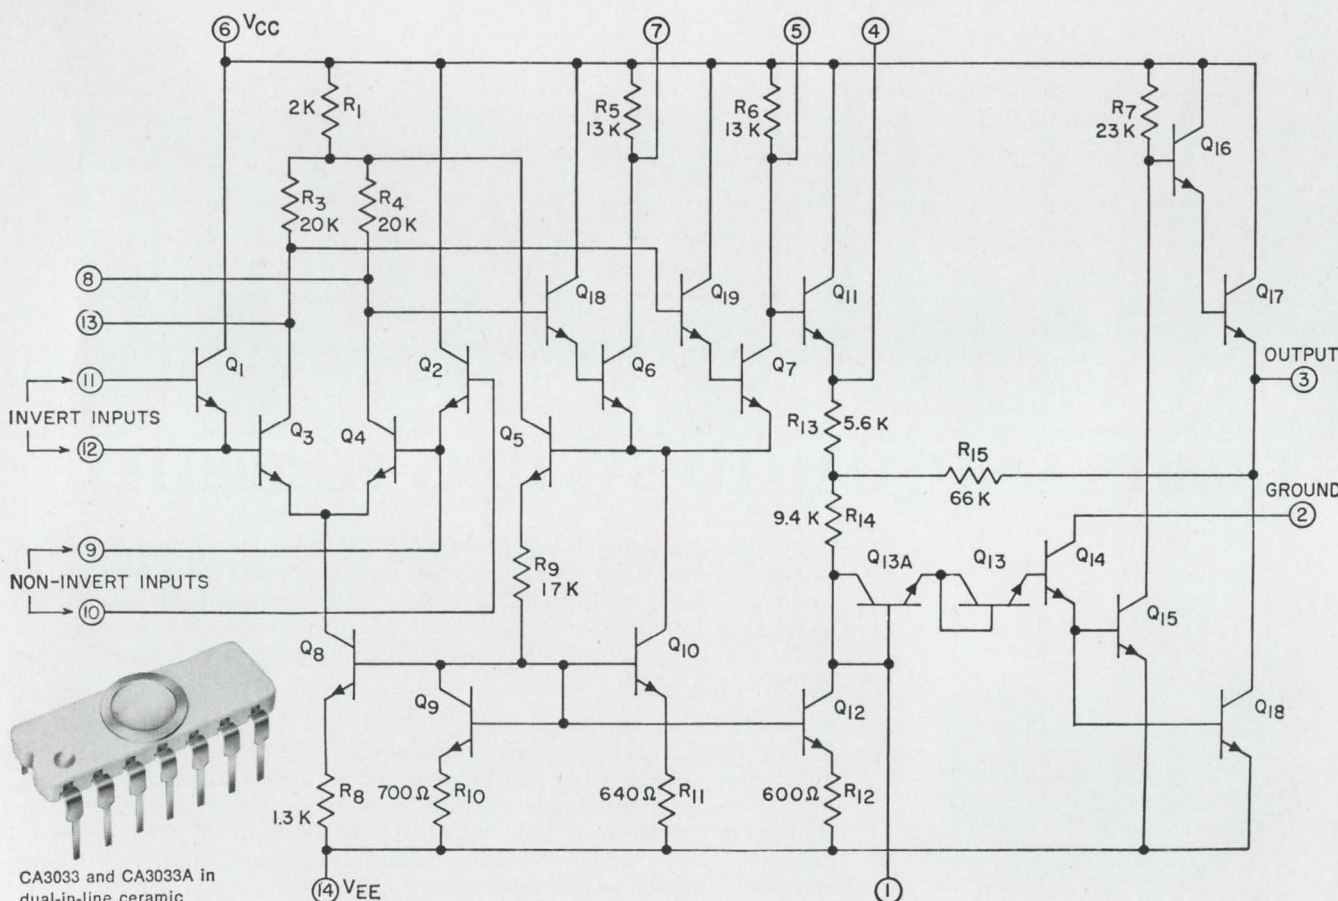 6 VCC
7
5
4
2K R1
R5
13 K
R6
13 K
R7
23 K
Q16
R3
20K
R4
20K
8
13
Q18
Q19
Q11
Q17
OUTPUT
3
11
Q1
Q2
Q6
Q7
INVERT INPUTS
12
Q3
Q4
Q5
R13 5.6 K
R15
66 K
GROUND
2
9
NON-INVERT INPUTS
10
R9
17 K
9.4 K R14
Q13A
Q13
Q14
Q15
Q8
Q9
Q10
Q12
Q18
R8
1.3 K
700Ω R10
640Ω R11
600Ω R12
14 VEE
1
CA3033 and CA3033A in
dual-in-line ceramic